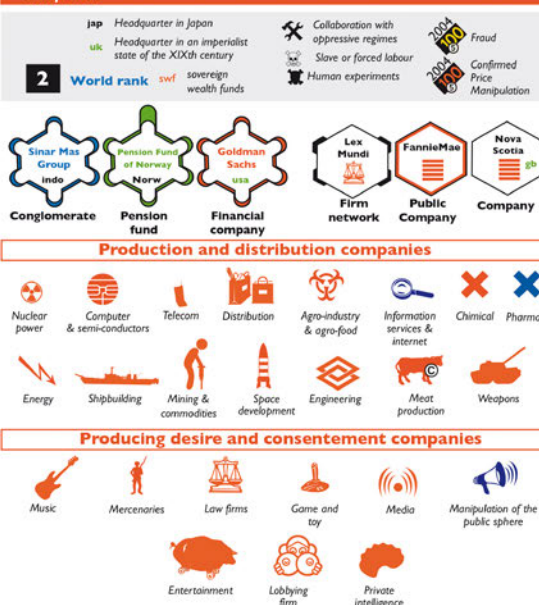 jap Headquarter in Japan
uk Headquarter in an imperialist
state of the XIXth century
2 World rank swf sovereign
wealth funds
Collaboration with
oppressive regimes
Slave or forced labour
Human experiments
2004 100 $ Fraud
2004 100 $ Confirmed
Price
Manipulation
Sinar Mas
Group
indo
Conglomerate
Pension Fund
of Norway
Norw
Pension
fund
Goldman
Sachs
usa
Financial
company
Lex
Mundi
Firm
network
FannieMae
Public
Company
Nova
Scotia
gb
Company
Production and distribution companies
Nuclear
power
Computer
& semi-conductors
Telecom
Distribution
Agro-industry
& agro-food
Information
services &
internet
Chimical
Pharma
Energy
Shipbuilding
Mining &
commodities
Space
development
Engineering
©
Meat
production
Weapons
Producing desire and consentement companies
Music
Mercenaries
Law firms
Game and
toy
Media
Manipulation of the
public sphere
Entertainment
Lobbying
firm
Private
intelligence